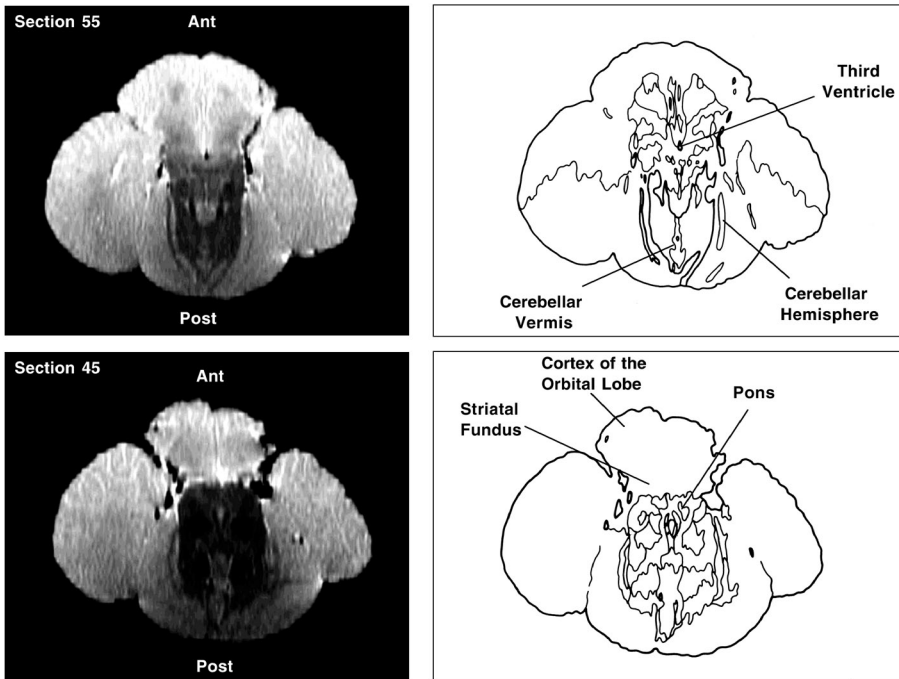 Section 55
Ant
Post
Third
Ventricle
Cerebellar
Vermis
Cerebellar
Hemisphere
Section 45
Ant
Post
Cortex of the
Orbital Lobe
Striatal
Fundus
Pons